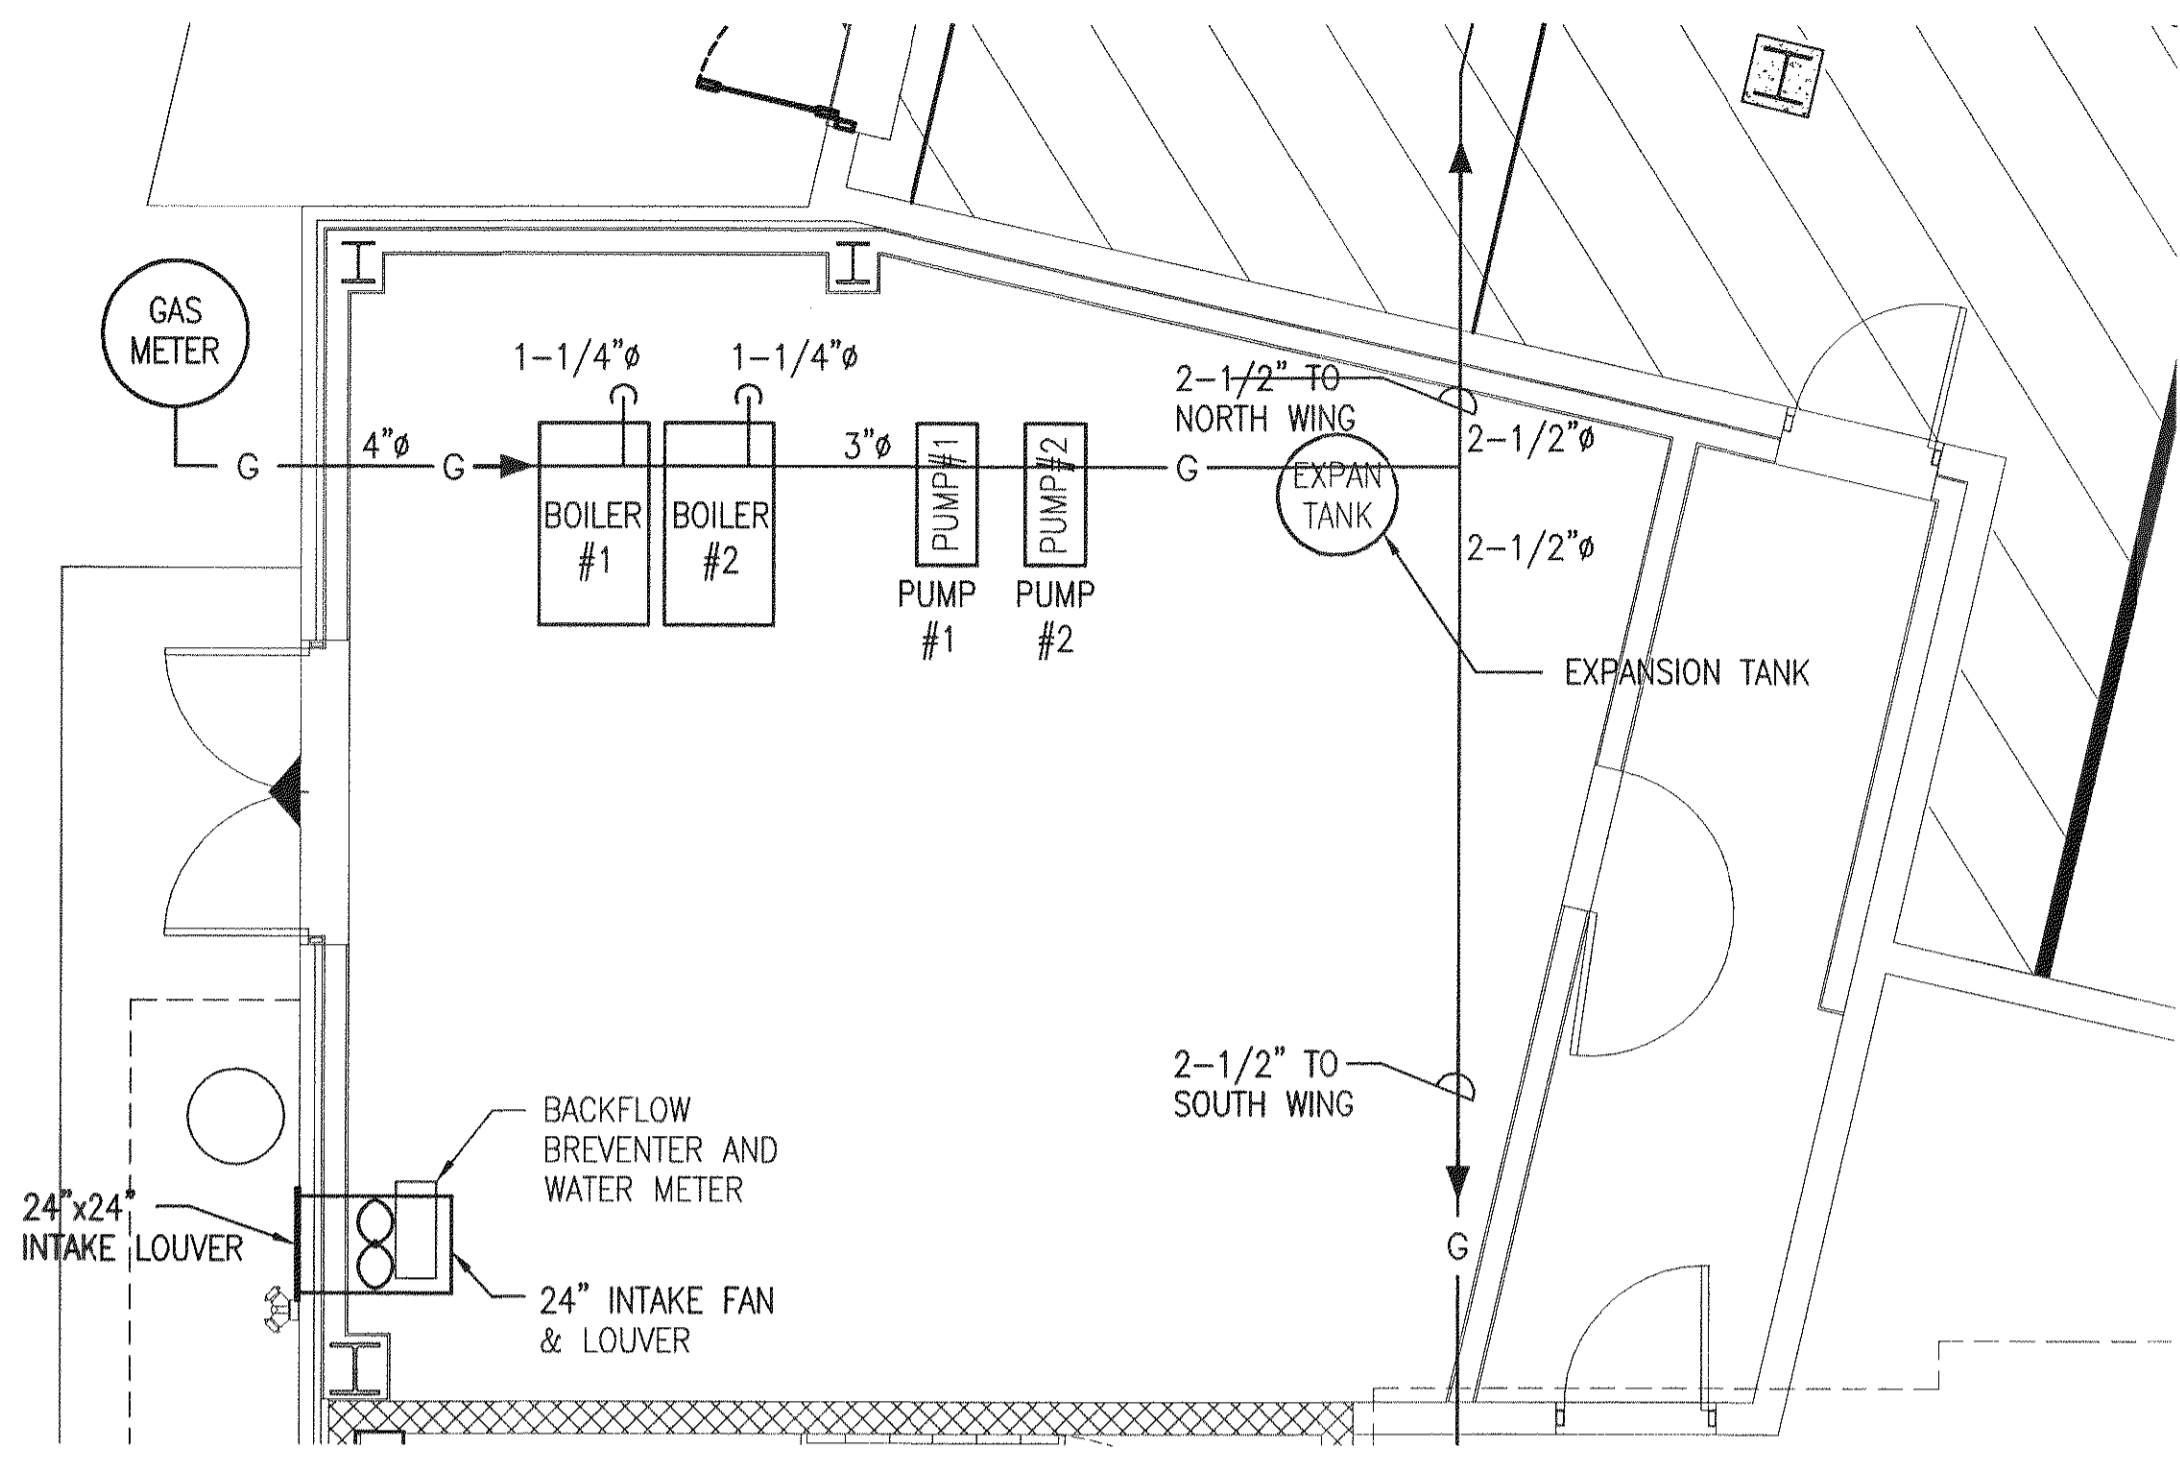 GAS
METER
1-1/4"ø
1-1/4"ø
4"ø
3"ø
G
G
G
BOILER
#1
BOILER
#2
PUMP#1
PUMP#2
PUMP
#1
PUMP
#2
2-1/2" TO
NORTH WING
2-1/2"ø
EXPAN
TANK
2-1/2"ø
EXPANSION TANK
2-1/2" TO
SOUTH WING
G
BACKFLOW
BREVENTER AND
WATER METER
24"x24"
INTAKE LOUVER
24" INTAKE FAN
& LOUVER